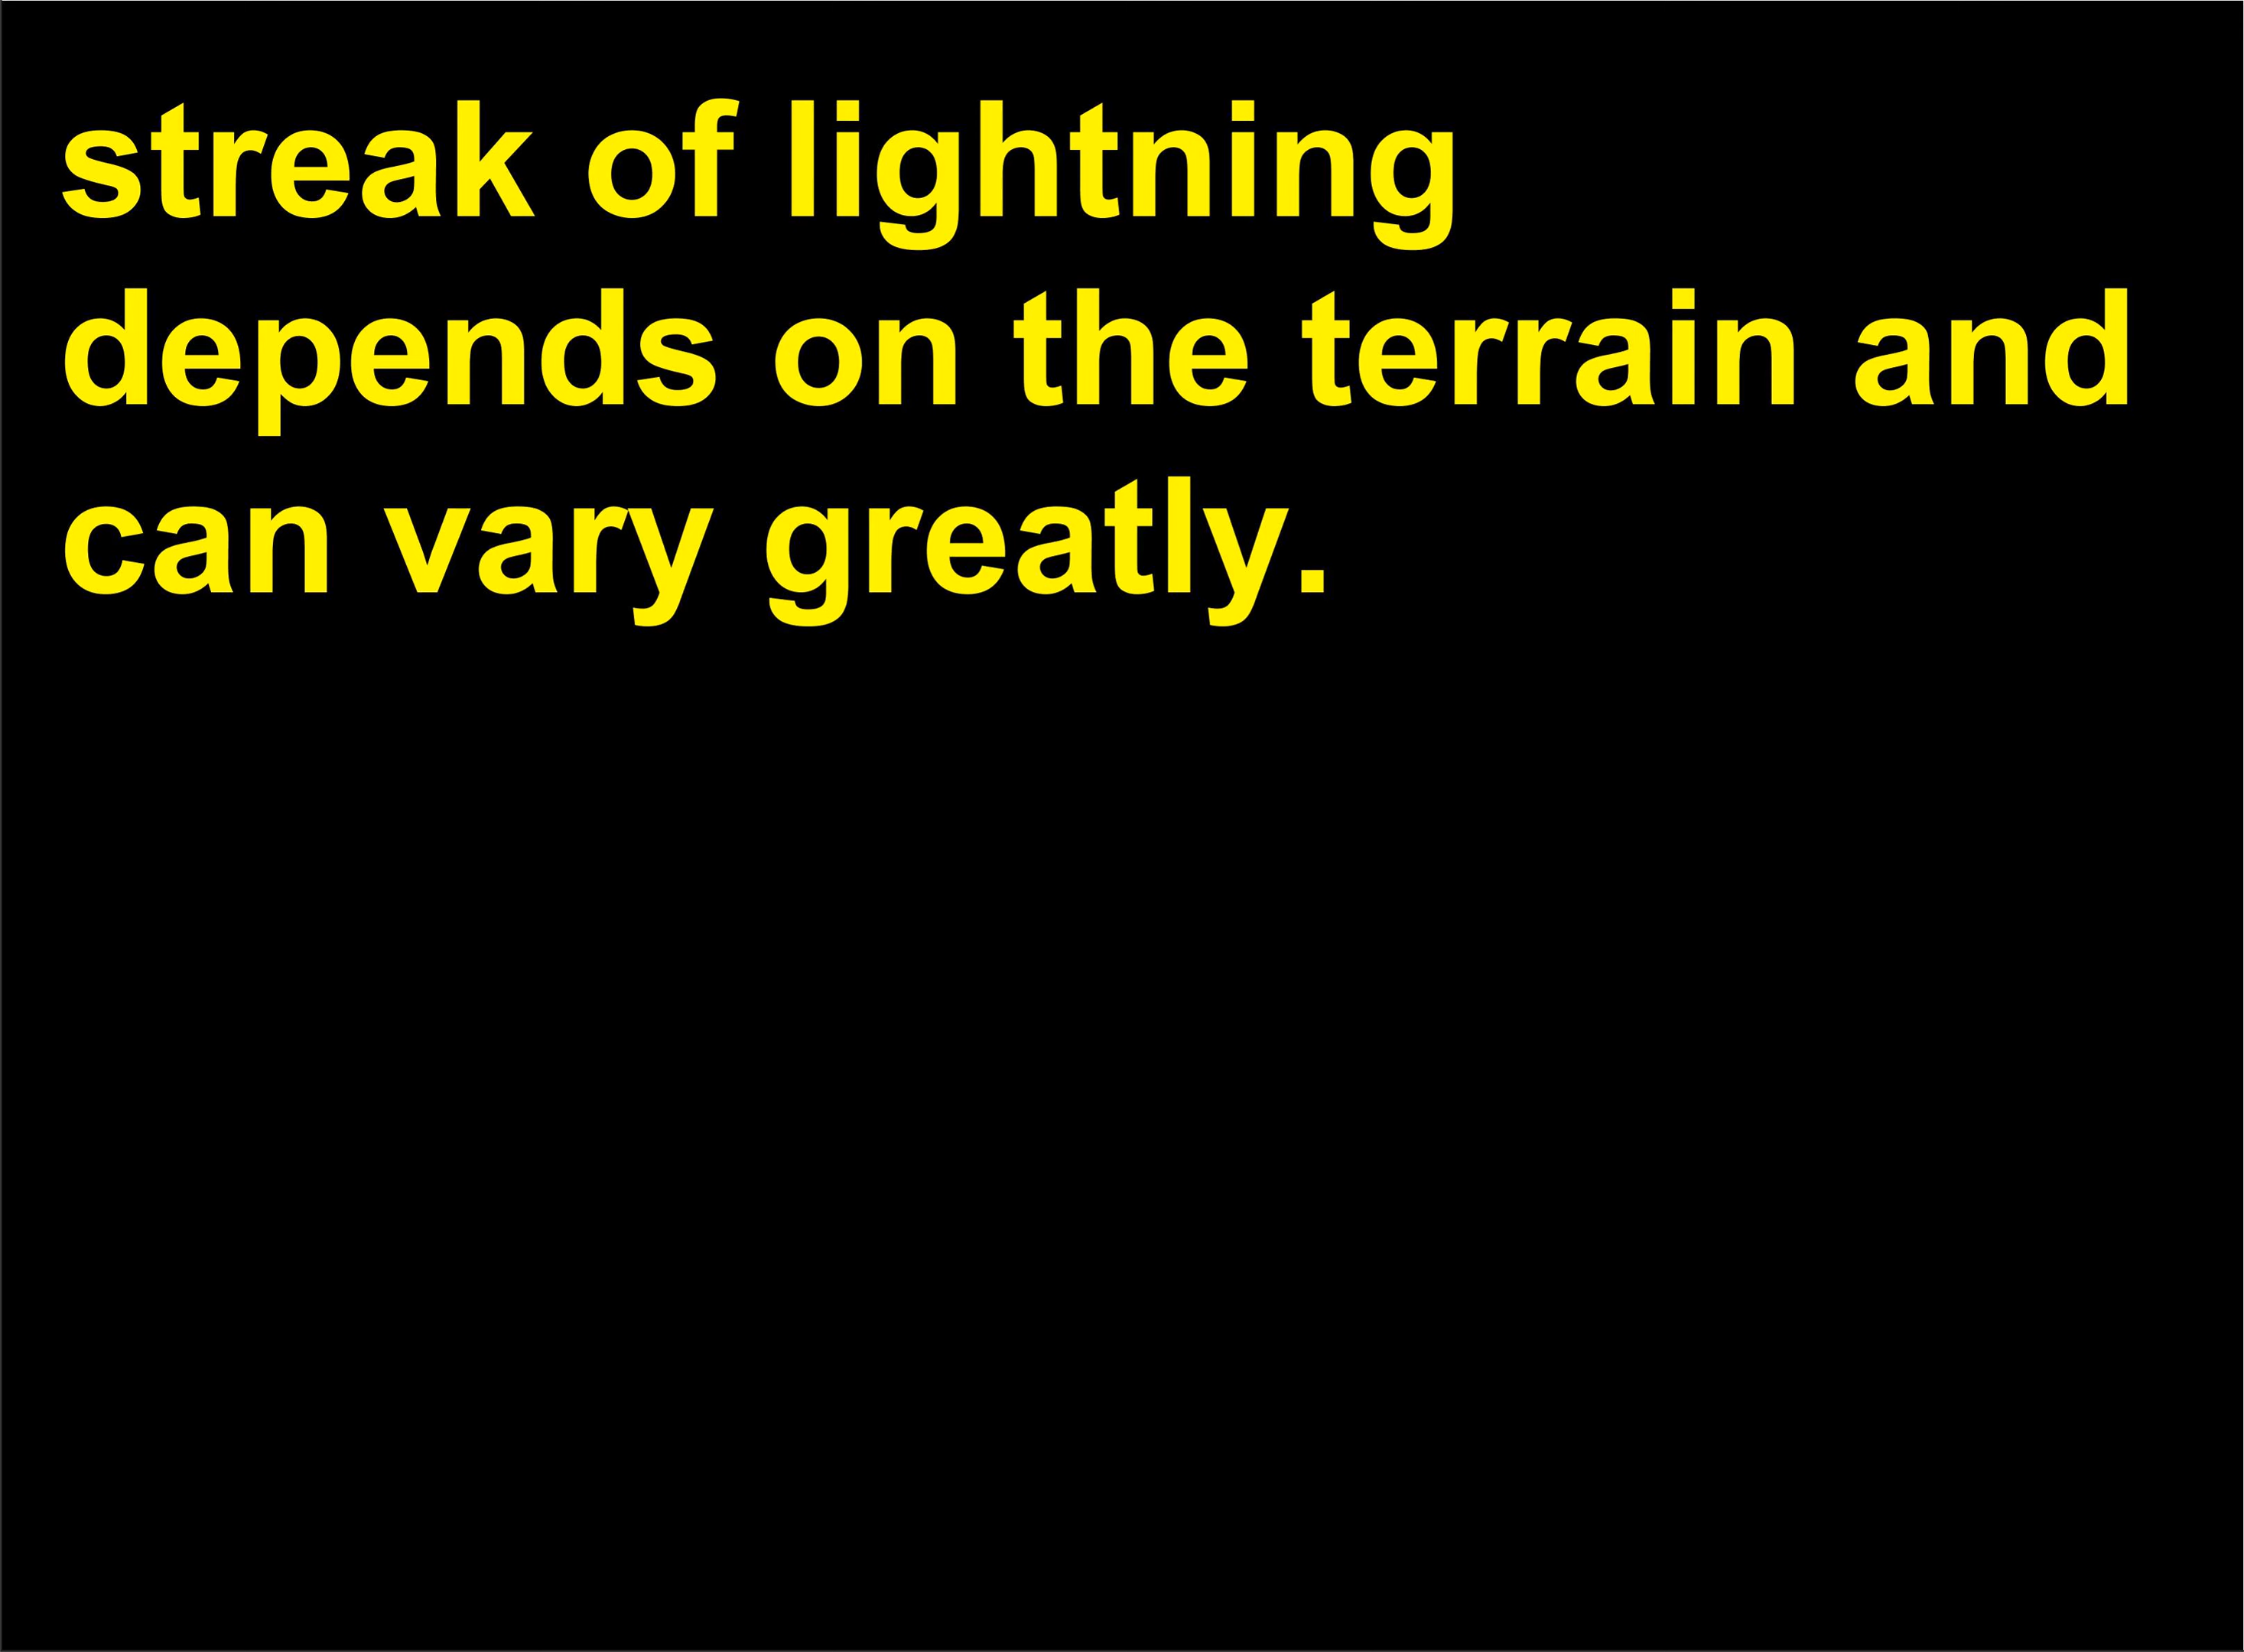 streak of lightning
depends on the terrain and
can vary greatly.